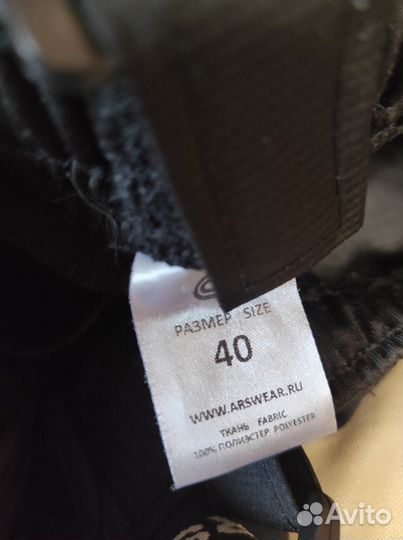 РАЗМЕР SIZE
40
WWW.ARSWEAR.RU
ТКАНЬ FABRIC
100% ПОЛИЭСТЕР POLYESTER
Avito